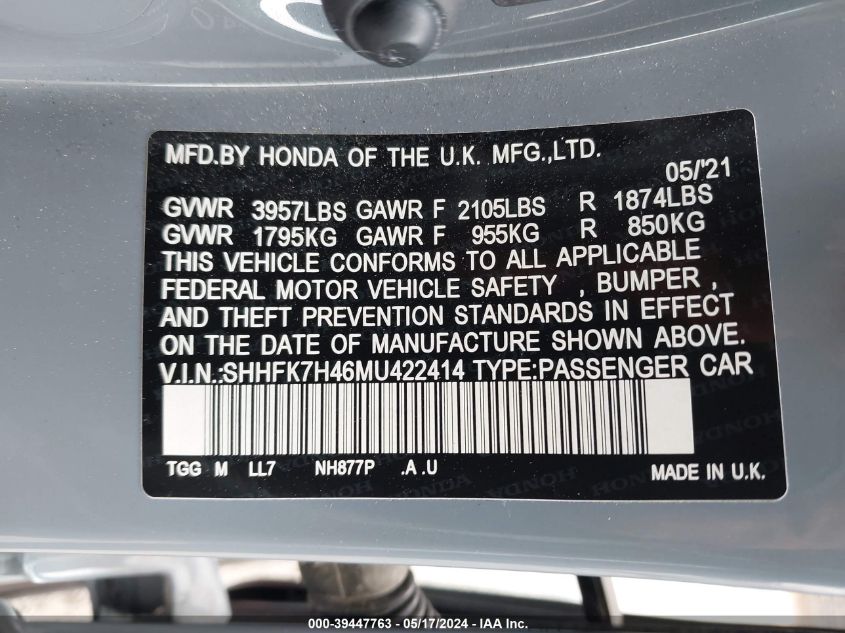 MFD.BY HONDA OF THE U.K. MFG.,LTD.
05/'21
GVWR 3957LBS GAWR F 2105LBS R 1874LBS
GVWR 1795KG GAWR F 955KG R 850KG
THIS VEHICLE CONFORMS TO ALL APPLICABLE
FEDERAL MOTOR VEHICLE SAFETY , BUMPER ,
AND THEFT PREVENTION STANDARDS IN EFFECT
ON THE DATE OF MANUFACTURE SHOWN ABOVE.
V.I.N.:SHHFK7H46MU422414 TYPE:PASSENGER CAR
TGG M LL7 NH877P .A .U
MADE IN U.K.
000-39447763 - 05/17/2024 - IAA Inc.